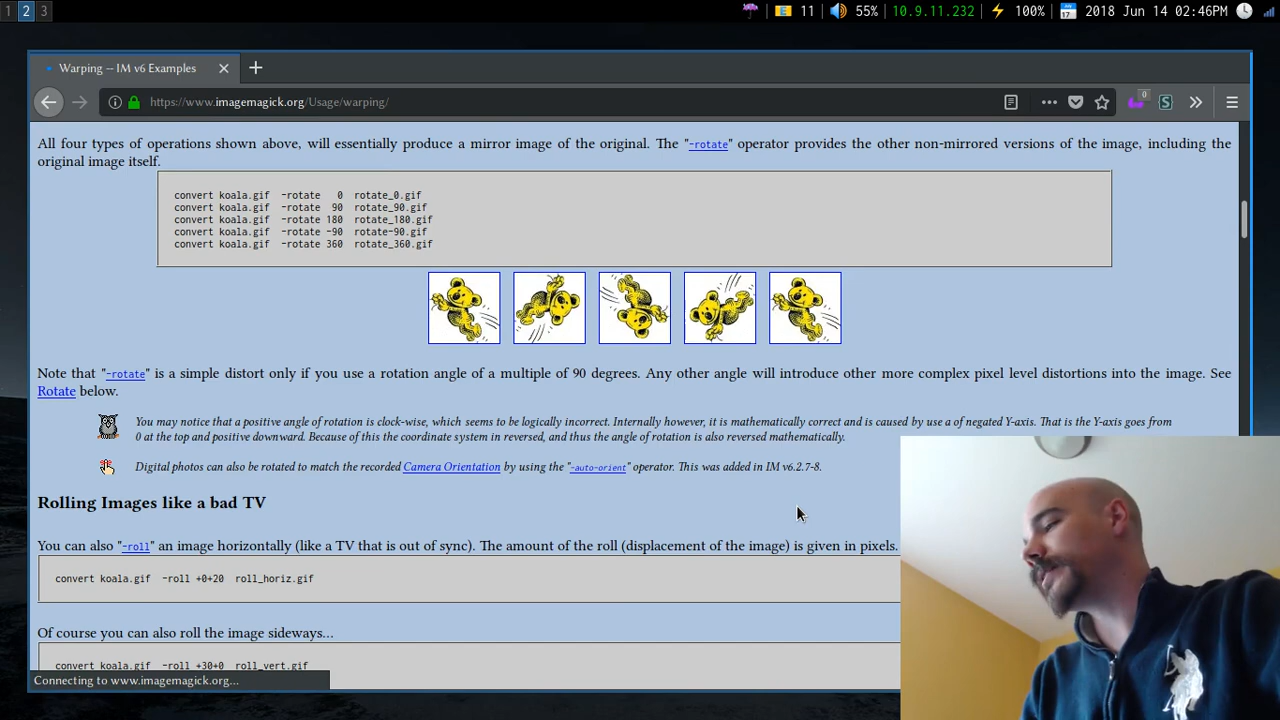 1 2 3
11 55% 10.9.11.232 100% 2018 Jun 14 02:46PM
Warping -- IM v6 Examples
https://www.imagemagick.org/Usage/warping/
0
All four types of operations shown above, will essentially produce a mirror image of the original. The "-rotate" operator provides the other non-mirrored versions of the image, including the
original image itself.
convert koala.gif -rotate 0 rotate_0.gif
convert koala.gif -rotate 90 rotate_90.gif
convert koala.gif -rotate 180 rotate_180.gif
convert koala.gif -rotate -90 rotate-90.gif
convert koala.gif -rotate 360 rotate_360.gif
Note that "-rotate" is a simple distort only if you use a rotation angle of a multiple of 90 degrees. Any other angle will introduce other more complex pixel level distortions into the image. See
Rotate below.
You may notice that a positive angle of rotation is clock-wise, which seems to be logically incorrect. Internally however, it is mathematically correct and is caused by use a of negated Y-axis. That is the Y-axis goes from
0 at the top and positive downward. Because of this the coordinate system in reversed, and thus the angle of rotation is also reversed mathematically.
Digital photos can also be rotated to match the recorded Camera Orientation by using the "-auto-orient" operator. This was added in IM v6.2.7-8.
Rolling Images like a bad TV
You can also "-roll" an image horizontally (like a TV that is out of sync). The amount of the roll (displacement of the image) is given in pixels.
convert koala.gif -roll +0+20 roll_horiz.gif
Of course you can also roll the image sideways...
convert koala.gif -roll +30+0 roll_vert.gif
Connecting to www.imagemagick.org...